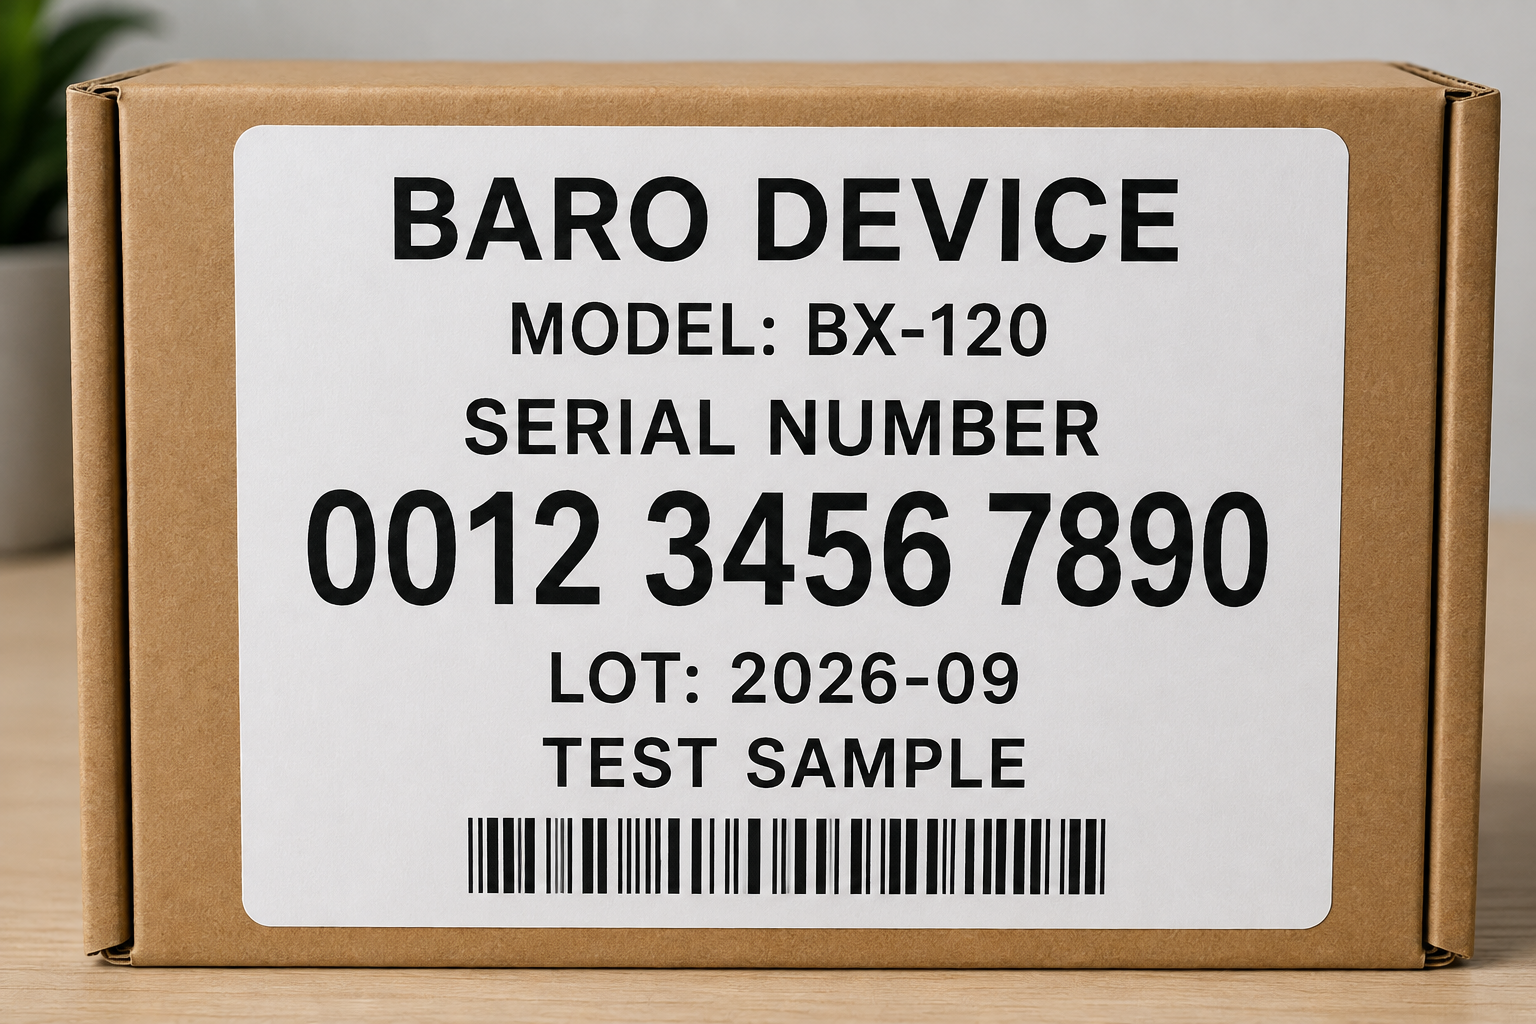 BARO DEVICE
MODEL: BX-120
SERIAL NUMBER
0012 3456 7890
LOT: 2026-09
TEST SAMPLE